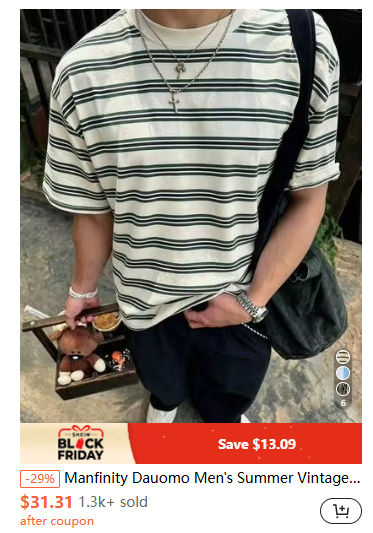 6
SHEIN
BLACK
FRIDAY
Save $13.09
-29% Manfinity Dauomo Men's Summer Vintage...
$31.31 1.3k+ sold
after coupon